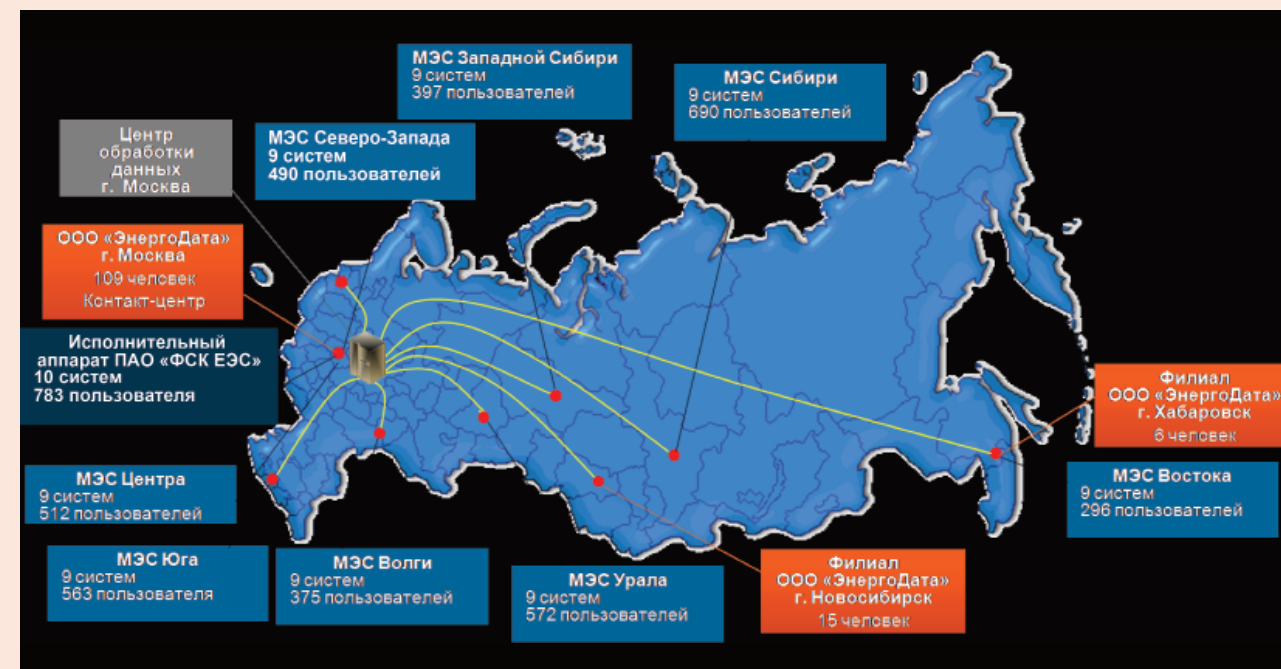 МЭС Западной Сибири
9 систем
397 пользователей
МЭС Сибири
9 систем
690 пользователей
Центр
обработки
данных
г. Москва
МЭС Северо-Запада
9 систем
490 пользователей
ООО «ЭнергоДата»
г. Москва
109 человек
Контакт-центр
Исполнительный
аппарат ПАО «ФСК ЕЭС»
10 систем
783 пользователя
Филиал
ООО «ЭнергоДата»
г. Хабаровск
6 человек
МЭС Центра
9 систем
512 пользователей
МЭС Востока
9 систем
296 пользователей
МЭС Юга
9 систем
563 пользователя
МЭС Волги
9 систем
375 пользователей
МЭС Урала
9 систем
572 пользователей
Филиал
ООО «ЭнергоДата»
г. Новосибирск
15 человек